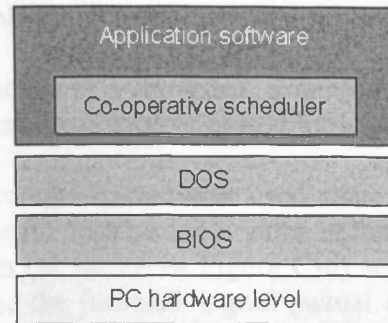 Application software
Co-operative scheduler
DOS
BIOS
PC hardware level